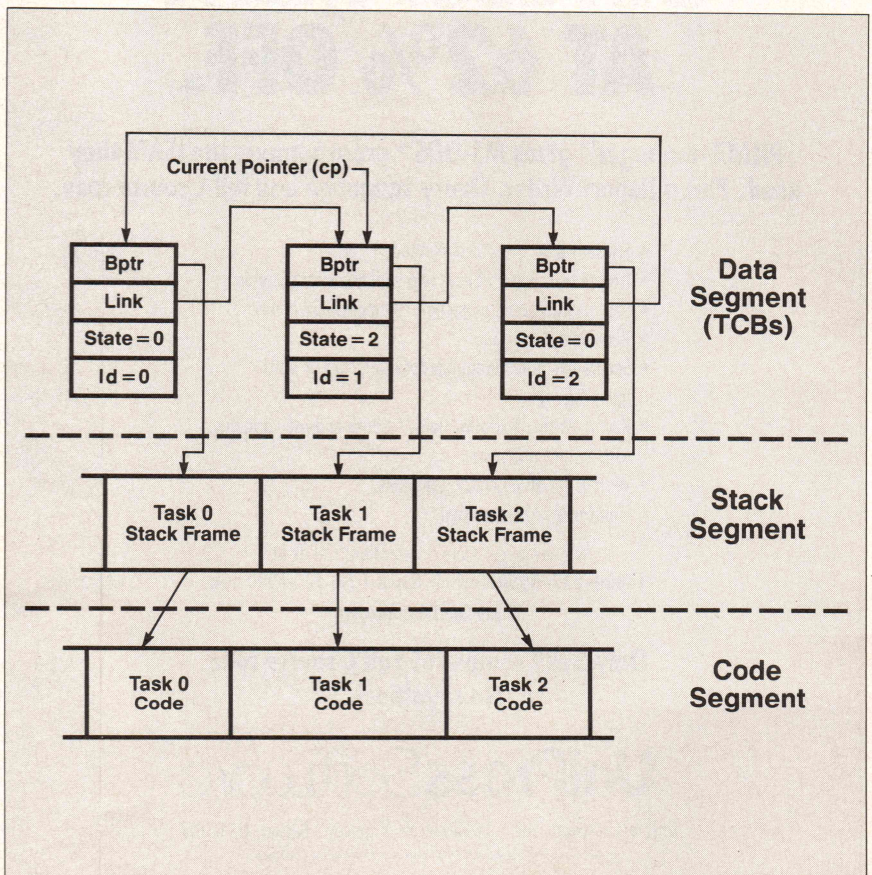 Current Pointer (cp)
Bptr
Link
State=0
Id=0
Bptr
Link
State=2
Id=1
Bptr
Link
State=0
Id=2
Data
Segment
(TCBs)
Task 0
Stack Frame
Task 1
Stack Frame
Task 2
Stack Frame
Stack
Segment
Task 0
Code
Task 1
Code
Task 2
Code
Code
Segment